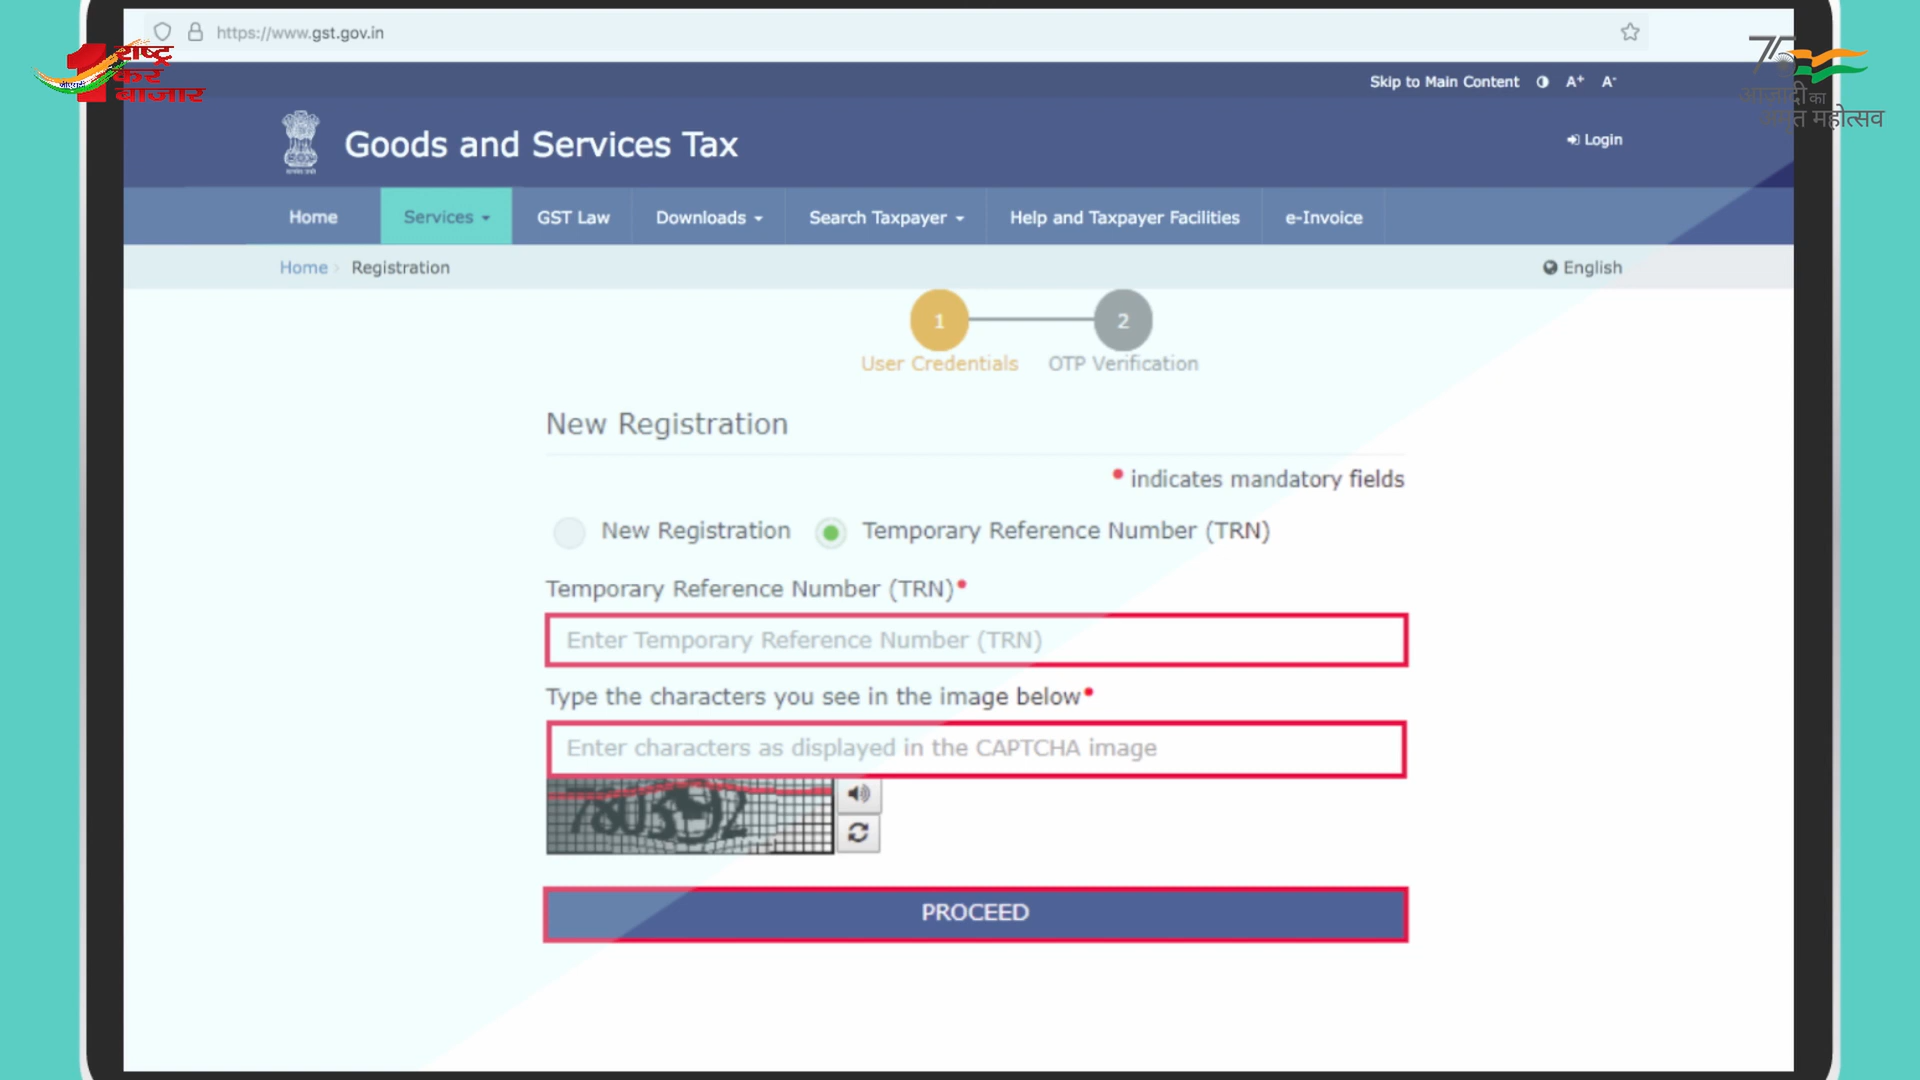 https://www.gst.gov.in
राष्ट्र
कर
बाजार
75
आज़ादी का
अमृत महोत्सव
Skip to Main Content A+ A-
Goods and Services Tax
Login
Home Services GST Law Downloads Search Taxpayer Help and Taxpayer Facilities e-Invoice
Home › Registration English
1 2
User Credentials OTP Verification
New Registration
• indicates mandatory fields
New Registration Temporary Reference Number (TRN)
Temporary Reference Number (TRN)•
Enter Temporary Reference Number (TRN)
Type the characters you see in the image below•
Enter characters as displayed in the CAPTCHA image
PROCEED